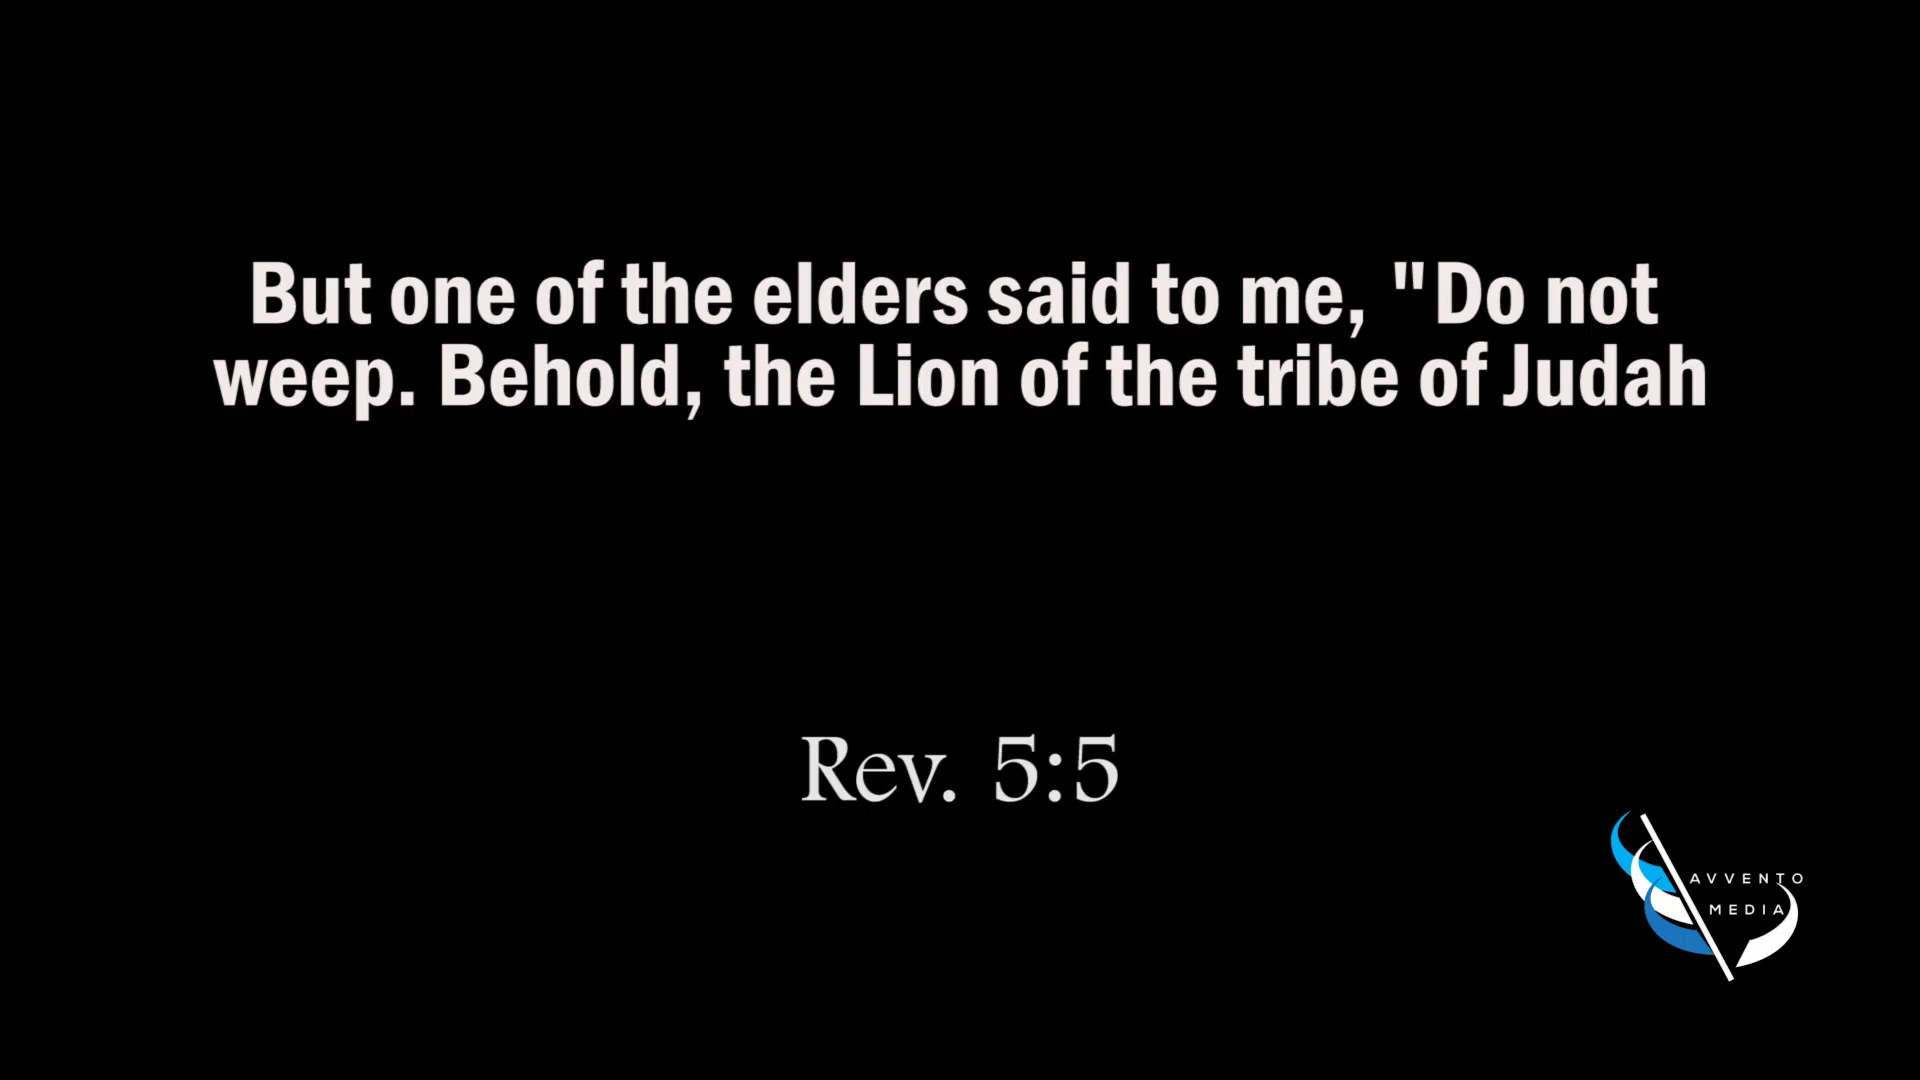 But one of the elders said to me, "Do not
weep. Behold, the Lion of the tribe of Judah
Rev. 5:5
AVVENTO
MEDIA